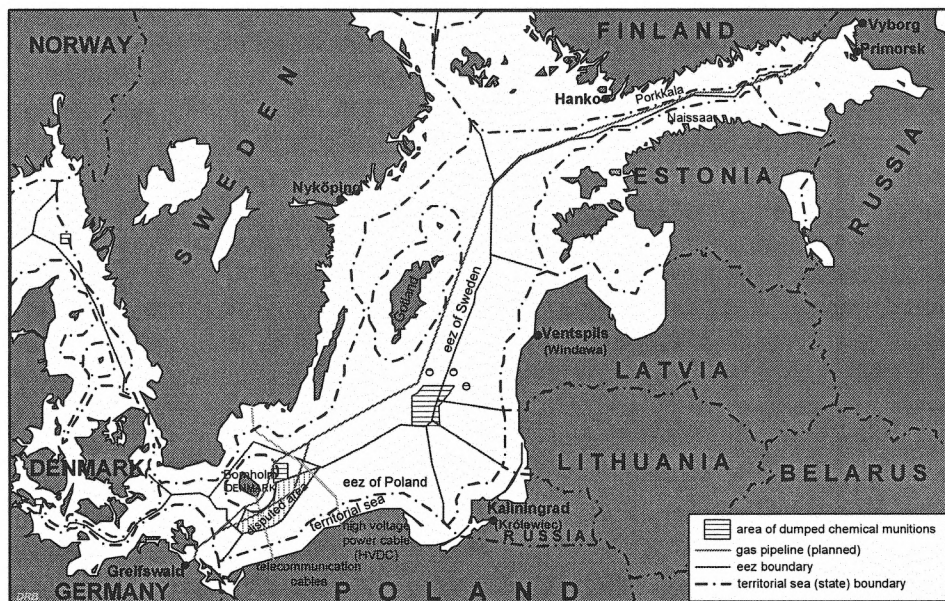 NORWAY
FINLAND
Vyborg
Primorsk
SWEDEN
Hanko
Porkkala
Naissaa
ESTONIA
RUSSIA
Nyköping
Gotland
eez of Sweden
Ventspils
(Windawa)
LATVIA
DENMARK
Bornholm
DENMARK
disputed area
eez of Poland
territorial sea
LITHUANIA
BELARUS
Kaliningrad
(Królewiec)
RUSSIA
high voltage
power cable
(HVDC)
telecommunication
cables
Greifswald
GERMANY
POLAND
DRB
area of dumped chemical munitions
gas pipeline (planned)
eez boundary
territorial sea (state) boundary